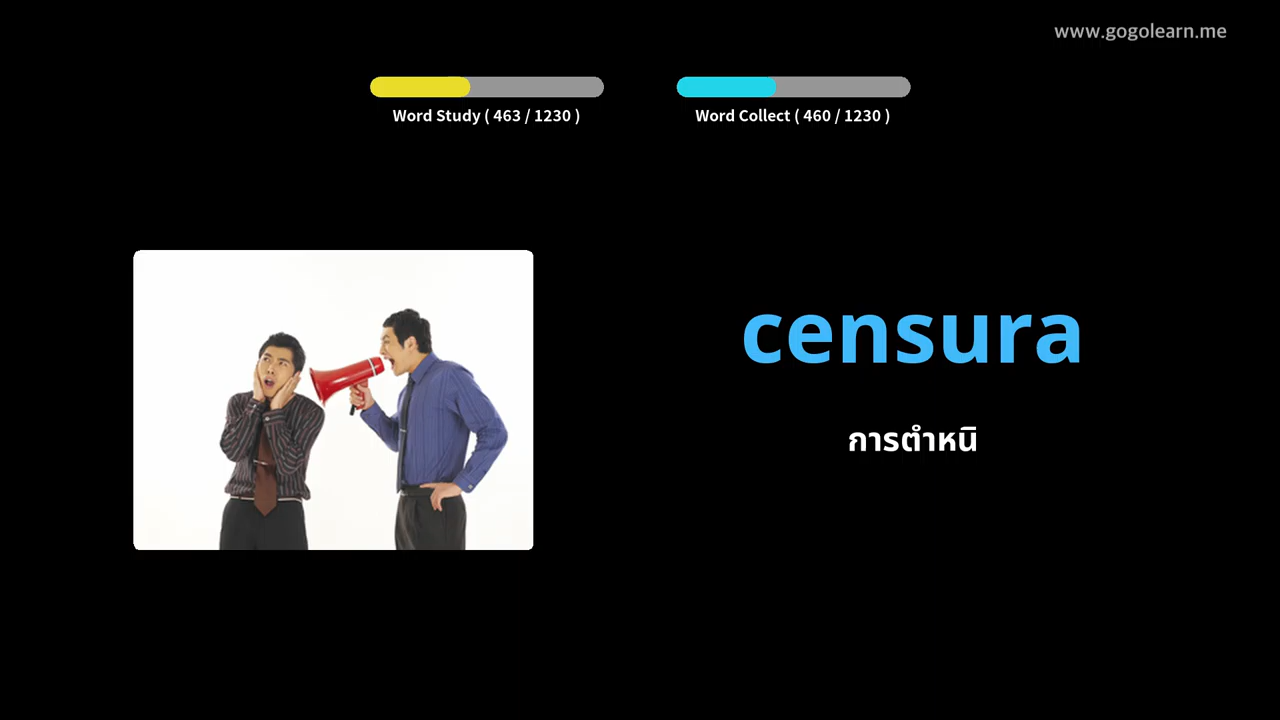 www.gogolearn.me
Word Study ( 463 / 1230 )
Word Collect ( 460 / 1230 )
censura
การตำหนิ